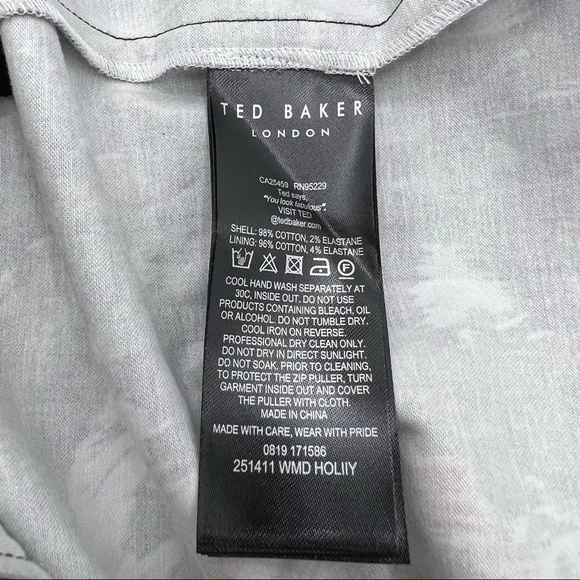 TED BAKER
LONDON
CA25459 RN95229
Ted says,
"You look fabulous".
VISIT TED
@tedbaker.com
SHELL: 98% COTTON, 2% ELASTANE
LINING: 96% COTTON, 4% ELASTANE
COOL HAND WASH SEPARATELY AT
30C, INSIDE OUT. DO NOT USE
PRODUCTS CONTAINING BLEACH, OIL
OR ALCOHOL. DO NOT TUMBLE DRY.
COOL IRON ON REVERSE.
PROFESSIONAL DRY CLEAN ONLY.
DO NOT DRY IN DIRECT SUNLIGHT.
DO NOT SOAK. PRIOR TO CLEANING,
TO PROTECT THE ZIP PULLER, TURN
GARMENT INSIDE OUT AND COVER
THE PULLER WITH CLOTH.
MADE IN CHINA
MADE WITH CARE, WEAR WITH PRIDE
0819 171586
251411 WMD HOLIIY